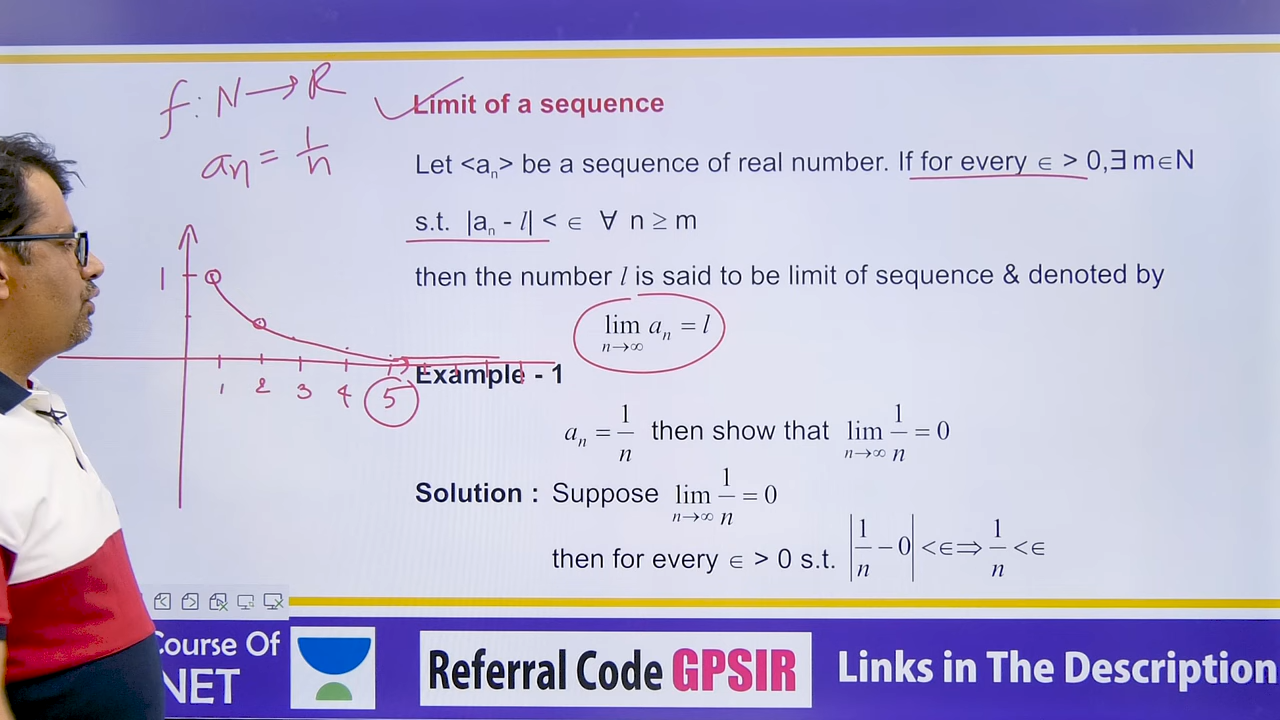 f : N → R
aₙ = 1/n
Limit of a sequence
Let <aₙ> be a sequence of real number. If for every ∈ > 0,∃ m∈N
s.t. |aₙ - l| < ∈ ∀ n ≥ m
then the number l is said to be limit of sequence & denoted by
lim n→∞ aₙ = l
1
1 2 3 4 5
Example - 1
aₙ = 1/n then show that lim n→∞ 1/n = 0
Solution : Suppose lim n→∞ 1/n = 0
then for every ∈ > 0 s.t. |1/n − 0| <∈⇒ 1/n <∈
Course Of
NET
Referral Code GPSIR
Links in The Description